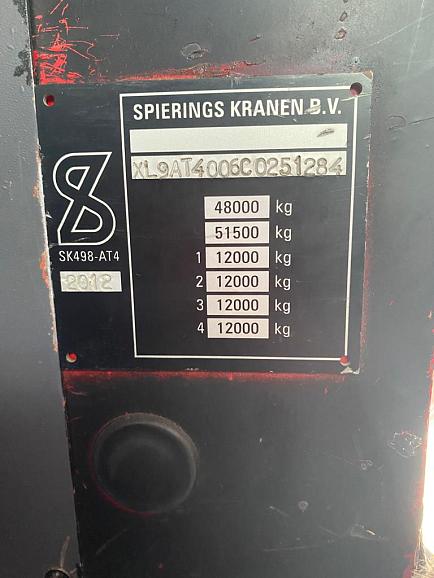 SPIERINGS KRANEN B.V.
XL9AT4006C0251284
48000 kg
51500 kg
1 12000 kg
2 12000 kg
3 12000 kg
4 12000 kg
SK498-AT4
2012